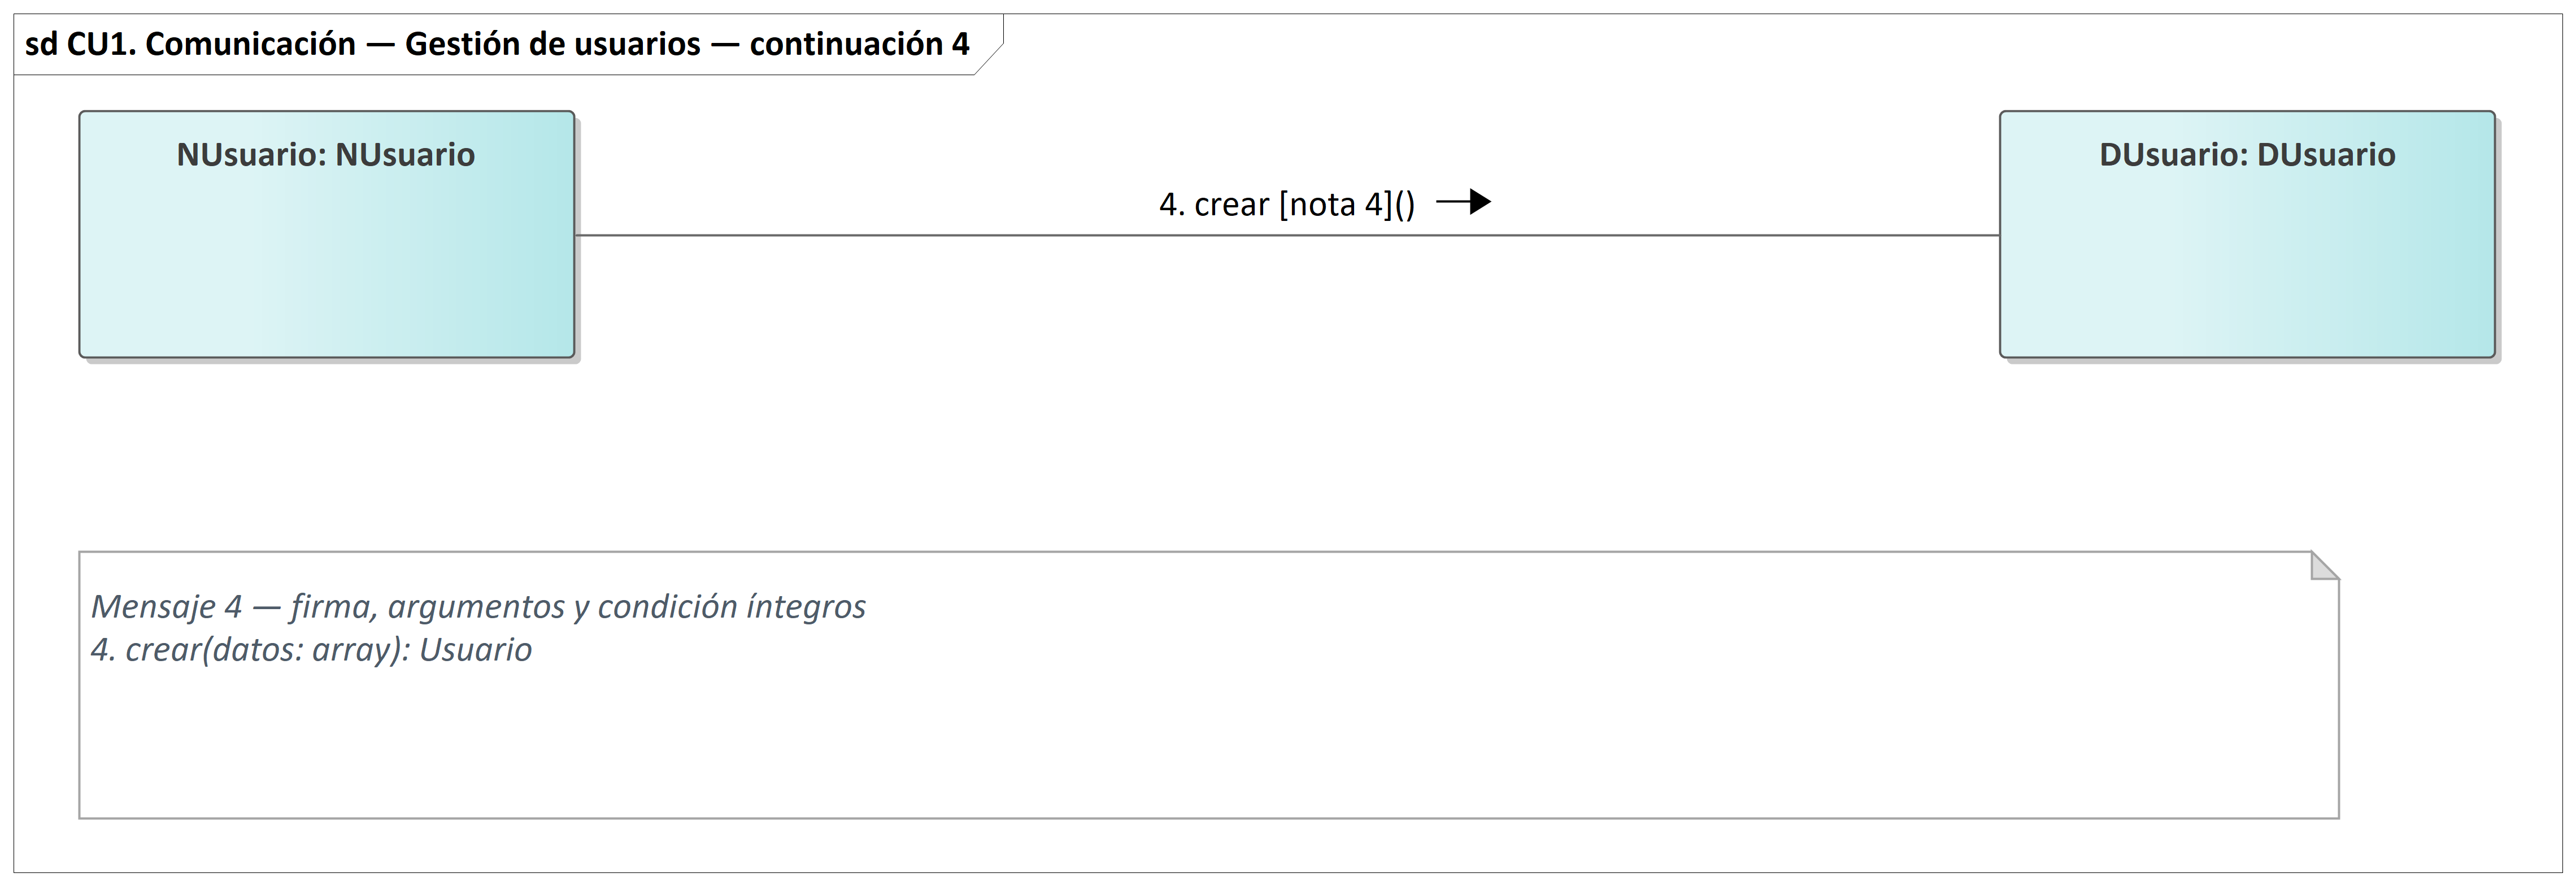 sd CU1. Comunicación — Gestión de usuarios — continuación 4
NUsuario: NUsuario
DUsuario: DUsuario
4. crear [nota 4]()
Mensaje 4 — firma, argumentos y condición íntegros
4. crear(datos: array): Usuario